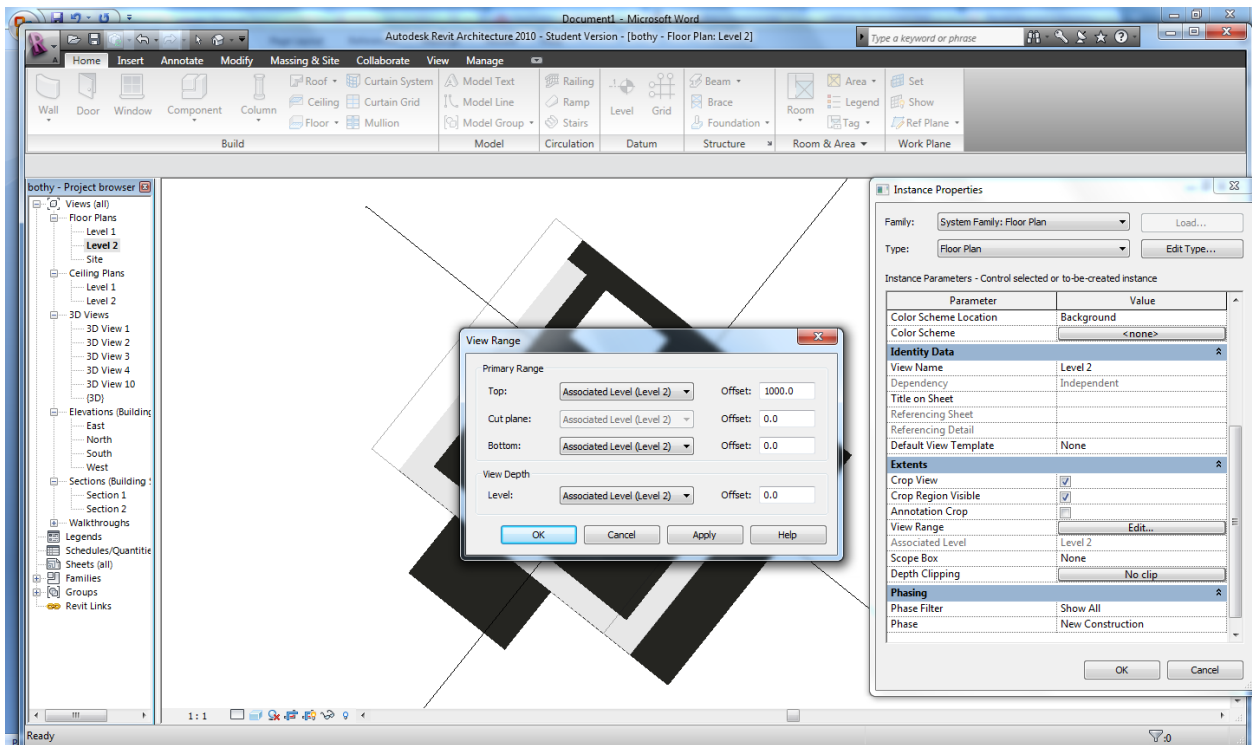 Document1 - Microsoft Word
Autodesk Revit Architecture 2010 - Student Version - [bothy - Floor Plan: Level 2]
Type a keyword or phrase
Home Insert Annotate Modify Massing & Site Collaborate View Manage
Wall Door Window Component Column
Roof Curtain System
Ceiling Curtain Grid
Floor Mullion
Build
Model Text
Model Line
Model Group
Model
Railing
Ramp
Stairs
Circulation
Level Grid
Datum
Beam
Brace
Foundation
Structure
Room
Area
Legend
Tag
Room & Area
Set
Show
Ref Plane
Work Plane
bothy - Project browser
Views (all)
Floor Plans
Level 1
Level 2
Site
Ceiling Plans
Level 1
Level 2
3D Views
3D View 1
3D View 2
3D View 3
3D View 4
3D View 10
{3D}
Elevations (Building
East
North
South
West
Sections (Building
Section 1
Section 2
Walkthroughs
Legends
Schedules/Quantitie
Sheets (all)
Families
Groups
Revit Links
View Range
Primary Range
Top: Associated Level (Level 2) Offset: 1000.0
Cut plane: Associated Level (Level 2) Offset: 0.0
Bottom: Associated Level (Level 2) Offset: 0.0
View Depth
Level: Associated Level (Level 2) Offset: 0.0
OK Cancel Apply Help
Instance Properties
Family: System Family: Floor Plan Load...
Type: Floor Plan Edit Type...
Instance Parameters - Control selected or to-be-created instance
Parameter Value
Color Scheme Location Background
Color Scheme <none>
Identity Data
View Name Level 2
Dependency Independent
Title on Sheet
Referencing Sheet
Referencing Detail
Default View Template None
Extents
Crop View
Crop Region Visible
Annotation Crop
View Range Edit...
Associated Level Level 2
Scope Box None
Depth Clipping No clip
Phasing
Phase Filter Show All
Phase New Construction
OK Cancel
1:1
Ready
:0